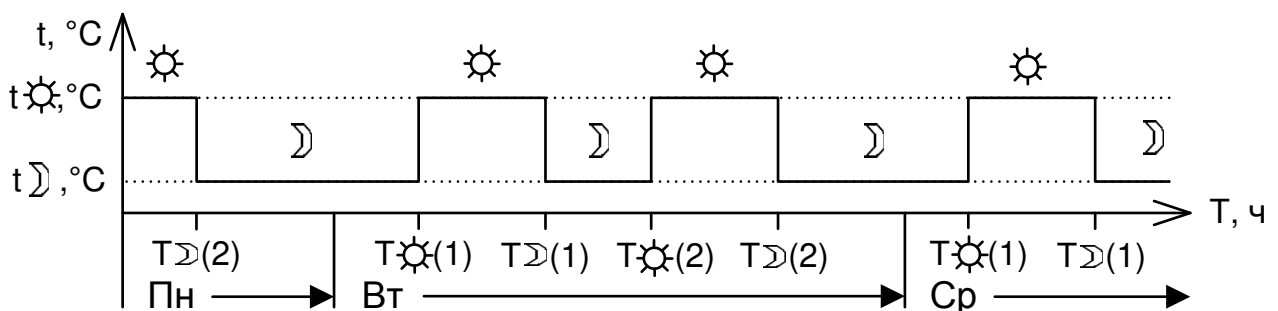 t, °C
t☼,°C
t☽,°C
T, ч
T☽(2) T☼(1) T☽(1) T☼(2) T☽(2) T☼(1) T☽(1)
Пн Вт Ср